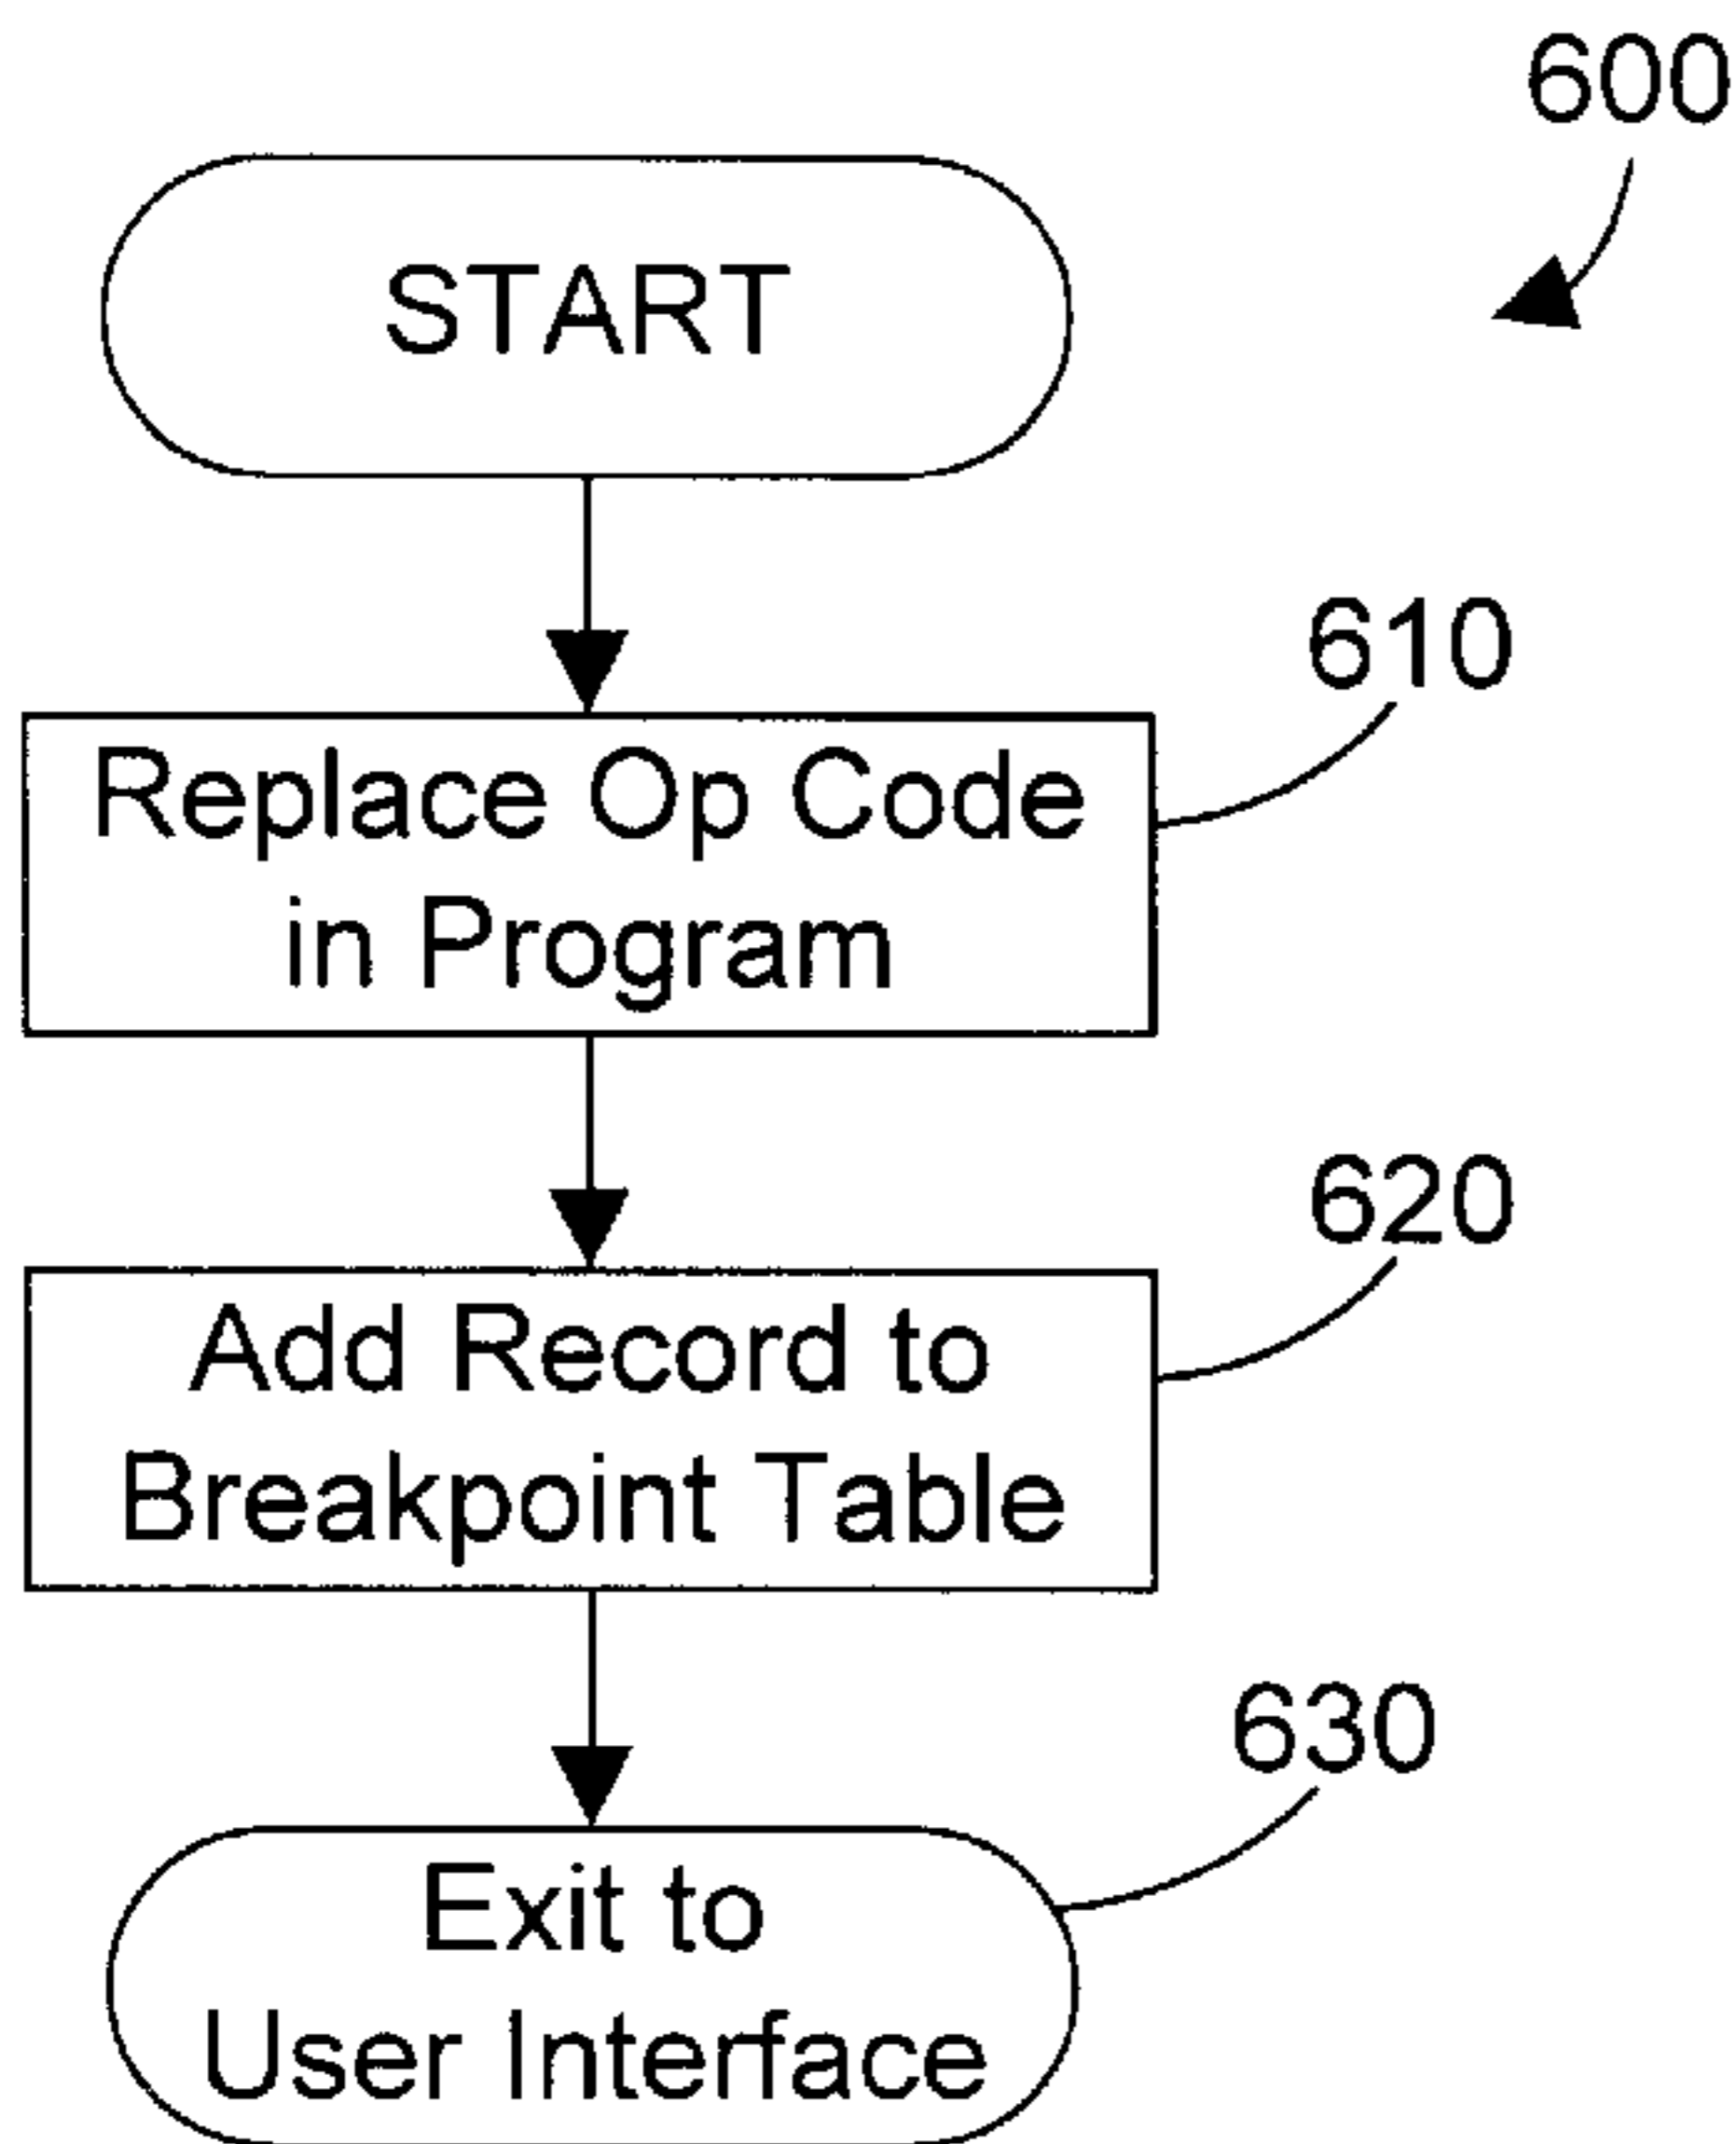 600
START
610
Replace Op Code
in Program
620
Add Record to
Breakpoint Table
630
Exit to
User Interface